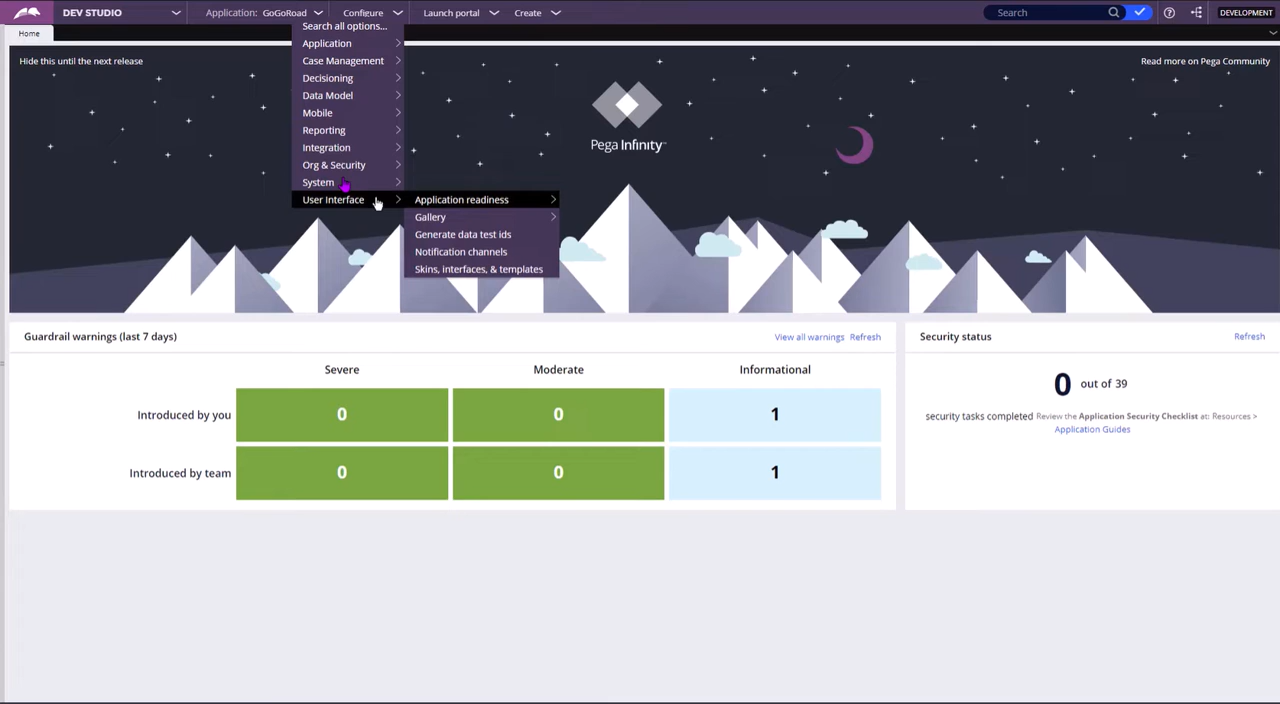 DEV STUDIO
Application: GoGoRoad
Configure
Launch portal
Create
Search
DEVELOPMENT
Home
Search all options...
Application
Case Management
Decisioning
Data Model
Mobile
Reporting
Integration
Org & Security
System
User Interface
Application readiness
Gallery
Generate data test ids
Notification channels
Skins, interfaces, & templates
Hide this until the next release
Read more on Pega Community
Pega Infinity™
Guardrail warnings (last 7 days)
View all warnings Refresh
Severe Moderate Informational
Introduced by you 0 0 1
Introduced by team 0 0 1
Security status
Refresh
0 out of 39
security tasks completed Review the Application Security Checklist at: Resources >
Application Guides